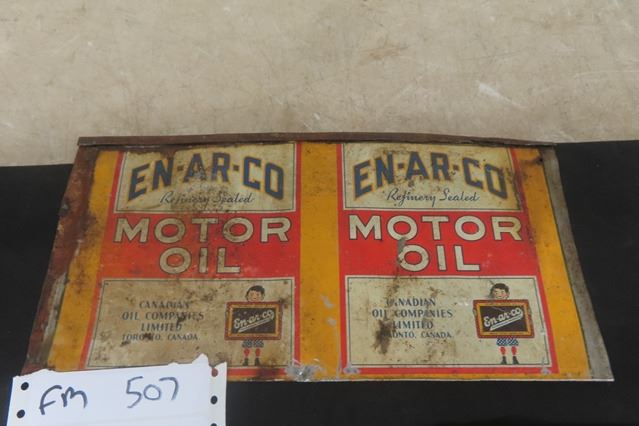 EN-AR-CO
Refinery Sealed
MOTOR
OIL
CANADIAN
OIL COMPANIES
LIMITED
TORONTO, CANADA
En-ar-co
EN-AR-CO
Refinery Sealed
MOTOR
OIL
CANADIAN
OIL COMPANIES
LIMITED
TORONTO, CANADA
En-ar-co
FM 507